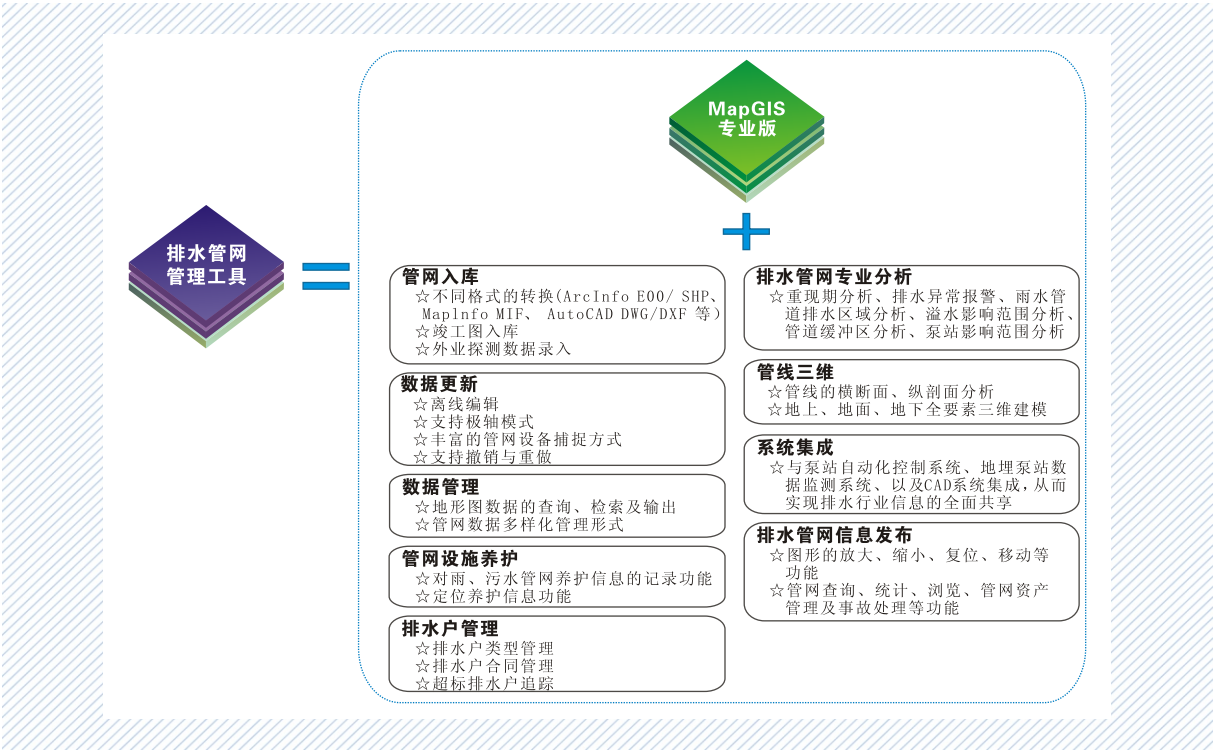 MapGIS
专业版
排水管网
管理工具
管网入库
☆不同格式的转换(ArcInfo E00/ SHP、
MapInfo MIF、 AutoCAD DWG/DXF 等)
☆竣工图入库
☆外业探测数据录入
数据更新
☆离线编辑
☆支持极轴模式
☆丰富的管网设备捕捉方式
☆支持撤销与重做
数据管理
☆地形图数据的查询、检索及输出
☆管网数据多样化管理形式
管网设施养护
☆对雨、污水管网养护信息的记录功能
☆定位养护信息功能
排水户管理
☆排水户类型管理
☆排水户合同管理
☆超标排水户追踪
排水管网专业分析
☆重现期分析、排水异常报警、雨水管
道排水区域分析、溢水影响范围分析、
管道缓冲区分析、泵站影响范围分析
管线三维
☆管线的横断面、纵剖面分析
☆地上、地面、地下全要素三维建模
系统集成
☆与泵站自动化控制系统、地埋泵站数
据监测系统、以及CAD系统集成,从而
实现排水行业信息的全面共享
排水管网信息发布
☆图形的放大、缩小、复位、移动等
功能
☆管网查询、统计、浏览、管网资产
管理及事故处理等功能